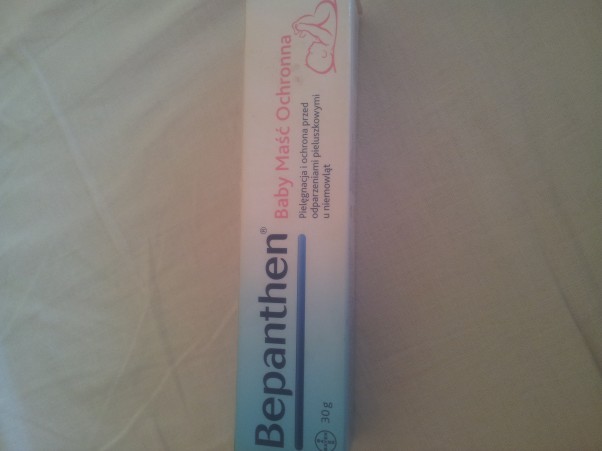 Bepanthen®
Baby Maść Ochronna
Pielęgnacja i ochrona przed
odparzeniami pieluszkowymi
u niemowląt
30 g